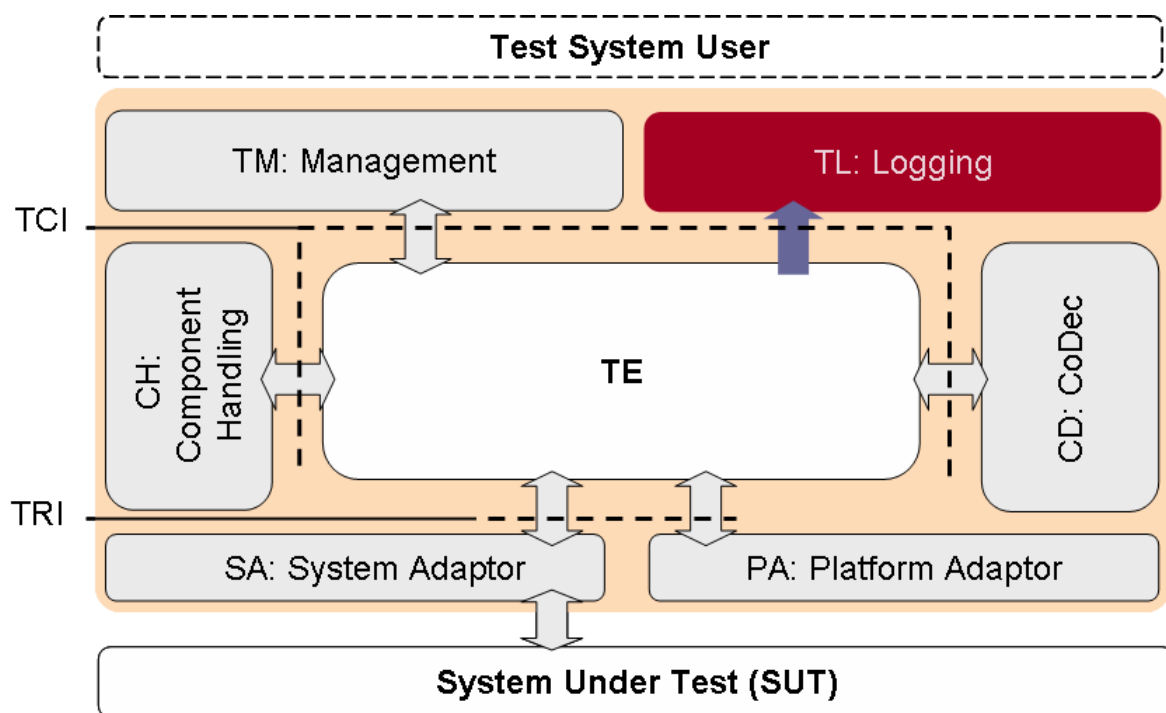 Test System User
TM: Management
TL: Logging
TCI
CH:
Component
Handling
TE
CD: CoDec
TRI
SA: System Adaptor
PA: Platform Adaptor
System Under Test (SUT)